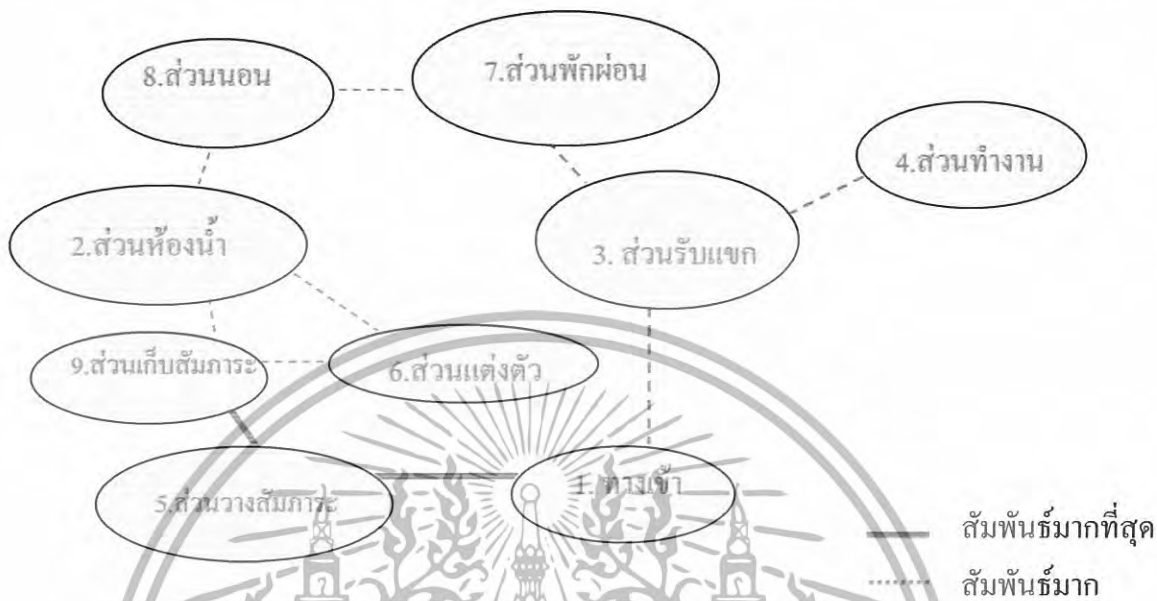 8.ส่วนนอน
7.ส่วนพักผ่อน
4.ส่วนทำงาน
2.ส่วนห้องน้ำ
3. ส่วนรับแขก
9.ส่วนเก็บสัมภาระ
6.ส่วนแต่งตัว
5.ส่วนวางสัมภาระ
1. ทางเข้า
สัมพันธ์มากที่สุด
สัมพันธ์มาก